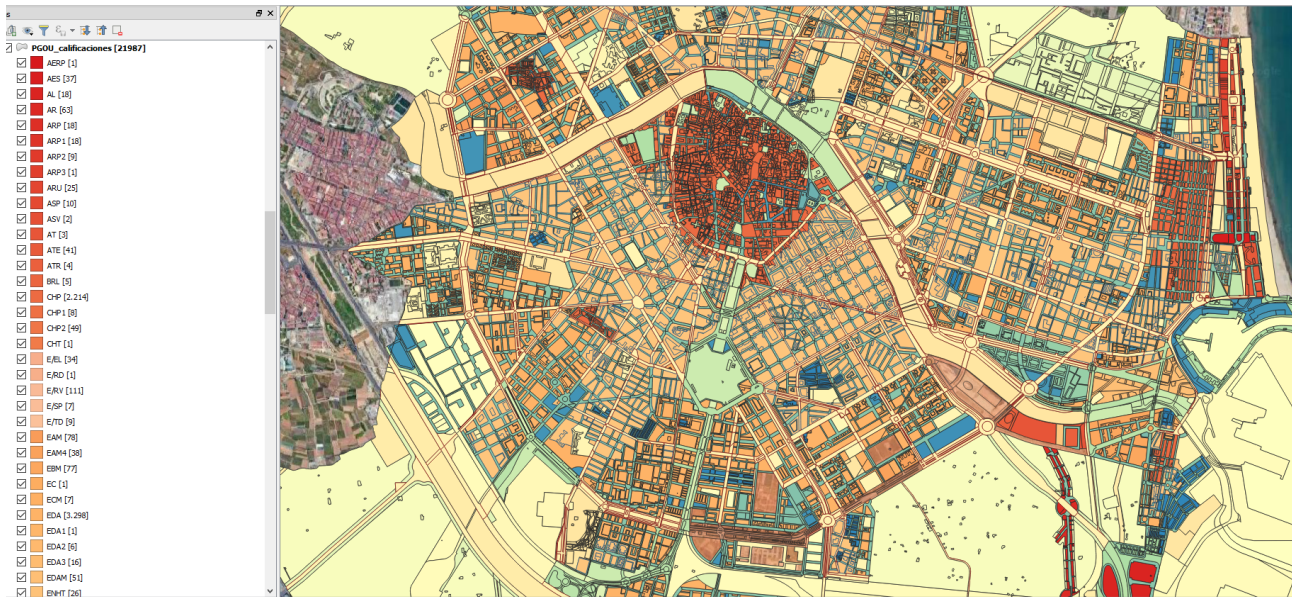 s
PGOU_calificaciones [21987]
AERP [1]
AES [37]
AL [18]
AR [63]
ARP [18]
ARP1 [18]
ARP2 [9]
ARP3 [1]
ARU [25]
ASP [10]
ASV [2]
AT [3]
ATE [41]
ATR [4]
BRL [5]
CHP [2.214]
CHP1 [8]
CHP2 [49]
CHT [1]
E/EL [34]
E/RD [1]
E/RV [111]
E/SP [7]
E/TD [9]
EAM [78]
EAM4 [38]
EBM [77]
EC [1]
ECM [7]
EDA [3.298]
EDA1 [1]
EDA2 [6]
EDA3 [16]
EDAM [51]
ENHT [26]